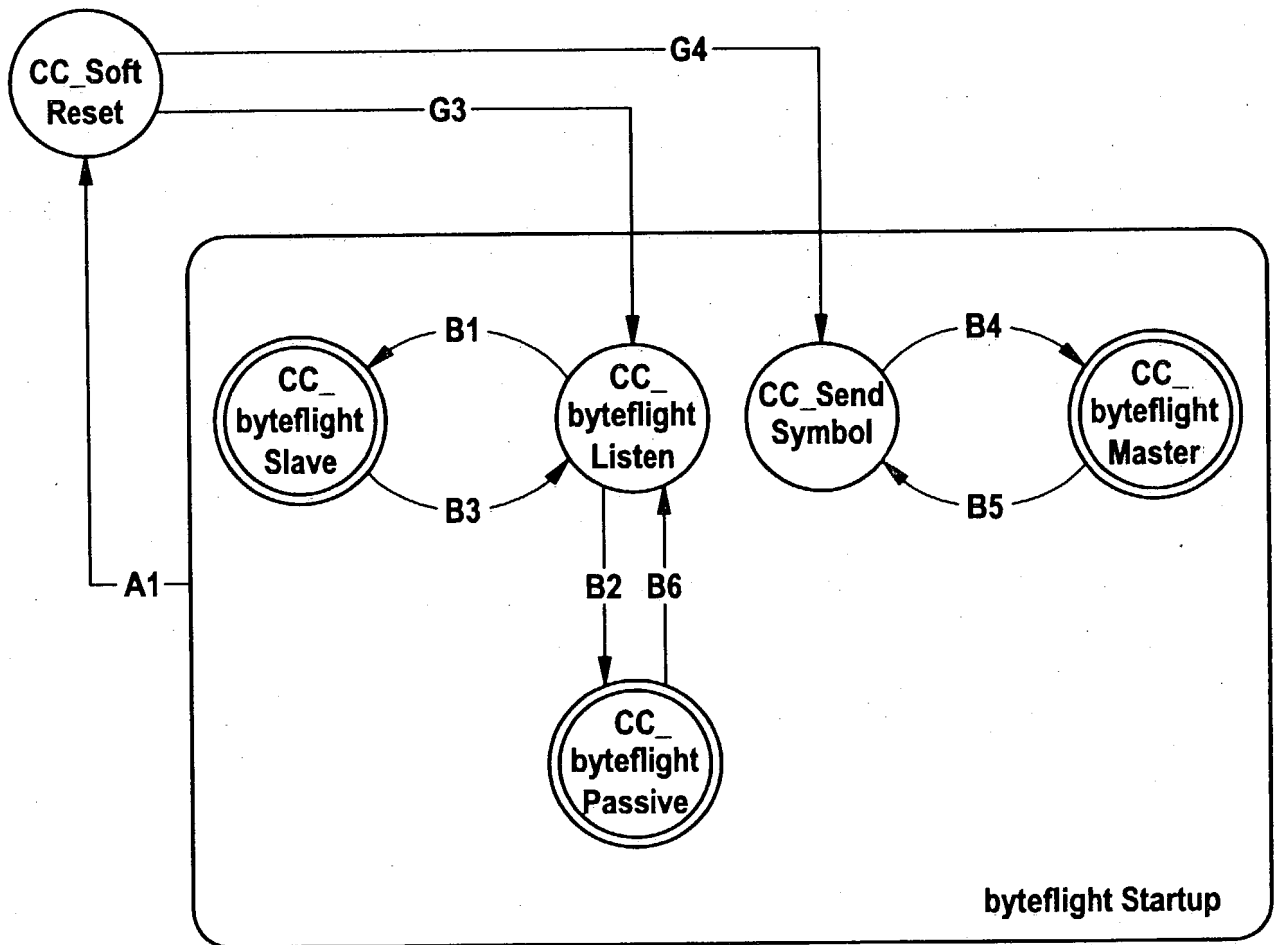 CC_Soft
Reset
G4
G3
B1
B4
CC_
byteflight
Slave
CC_
byteflight
Listen
CC_Send
Symbol
CC_
byteflight
Master
B3
B5
A1
B2
B6
CC_
byteflight
Passive
byteflight Startup